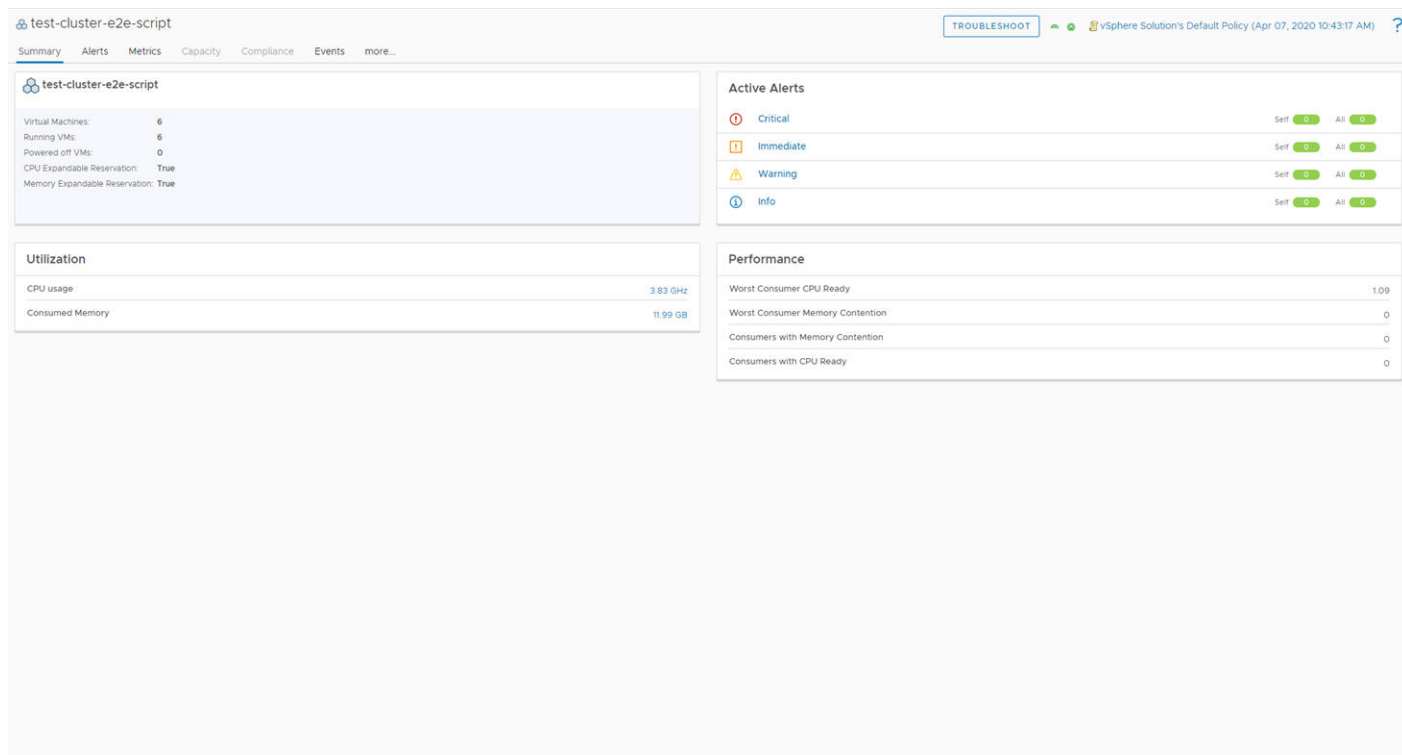 test-cluster-e2e-script
TROUBLESHOOT
vSphere Solution's Default Policy (Apr 07, 2020 10:43:17 AM)
?
Summary Alerts Metrics Capacity Compliance Events more...
test-cluster-e2e-script
Virtual Machines: 6
Running VMs: 6
Powered off VMs: 0
CPU Expandable Reservation: True
Memory Expandable Reservation: True
Active Alerts
Critical Self 0 All 0
Immediate Self 0 All 0
Warning Self 0 All 0
Info Self 0 All 0
Utilization
CPU usage 3.83 GHz
Consumed Memory 11.99 GB
Performance
Worst Consumer CPU Ready 1.09
Worst Consumer Memory Contention 0
Consumers with Memory Contention 0
Consumers with CPU Ready 0